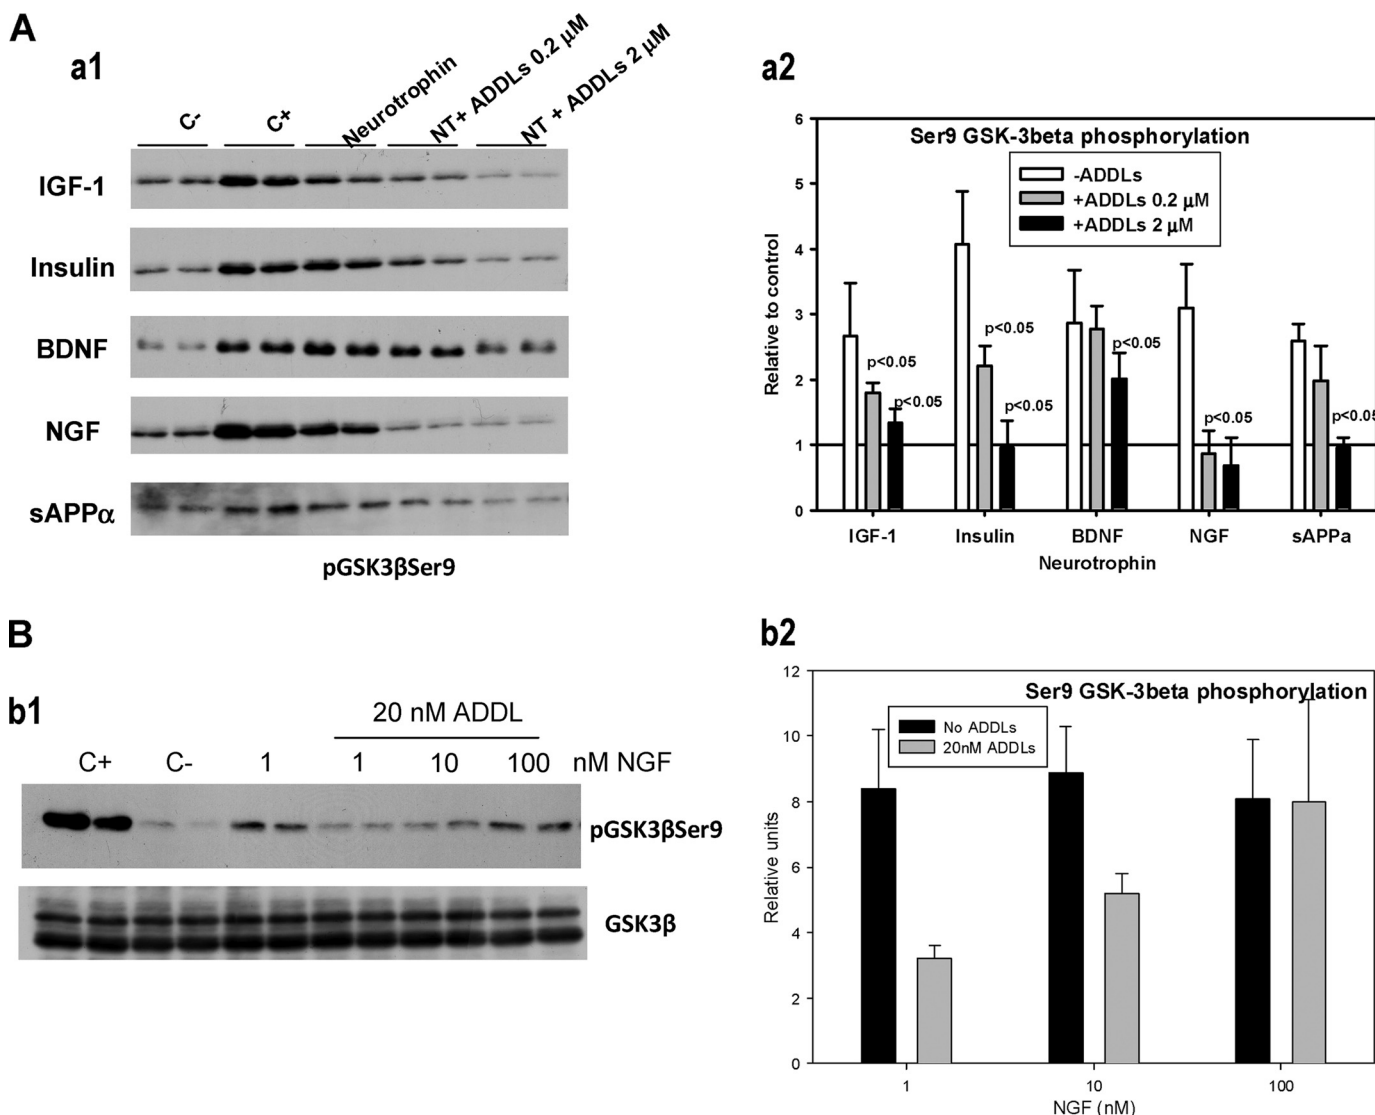 A
a1
C-
C+
Neurotrophin
NT+ ADDLs 0.2 µM
NT + ADDLs 2 µM
IGF-1
Insulin
BDNF
NGF
sAPPα
pGSK3βSer9
a2
Ser9 GSK-3beta phosphorylation
-ADDLs
+ADDLs 0.2 µM
+ADDLs 2 µM
Relative to control
6
5
4
3
2
1
0
p<0.05
p<0.05
p<0.05
p<0.05
p<0.05
p<0.05
p<0.05
IGF-1 Insulin BDNF NGF sAPPa
Neurotrophin
B
b1
20 nM ADDL
C+ C- 1 1 10 100 nM NGF
pGSK3βSer9
GSK3β
b2
Ser9 GSK-3beta phosphorylation
No ADDLs
20nM ADDLs
Relative units
12
10
8
6
4
2
0
1 10 100
NGF (nM)